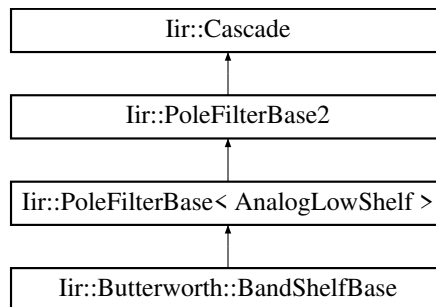 Iir::Cascade
Iir::PoleFilterBase2
Iir::PoleFilterBase< AnalogLowShelf >
Iir::Butterworth::BandShelfBase